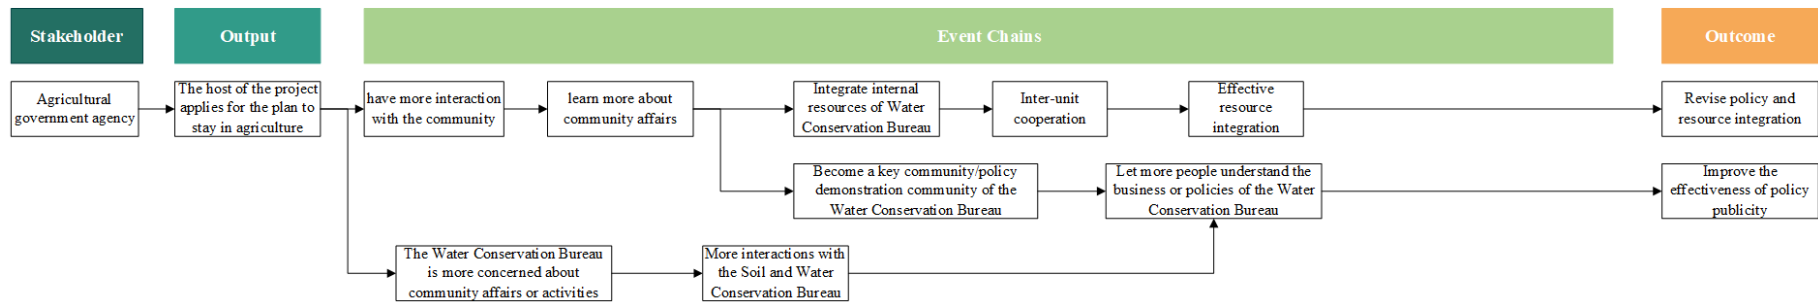 Stakeholder
Output
Event Chains
Outcome
Agricultural
government agency
The host of the project
applies for the plan to
stay in agriculture
have more interaction
with the community
learn more about
community affairs
Integrate internal
resources of Water
Conservation Bureau
Inter-unit
cooperation
Effective
resource
integration
Revise policy and
resource integration
Become a key community/policy
demonstration community of the
Water Conservation Bureau
Let more people understand the
business or policies of the Water
Conservation Bureau
Improve the
effectiveness of policy
publicity
The Water Conservation Bureau
is more concerned about
community affairs or activities
More interactions with
the Soil and Water
Conservation Bureau